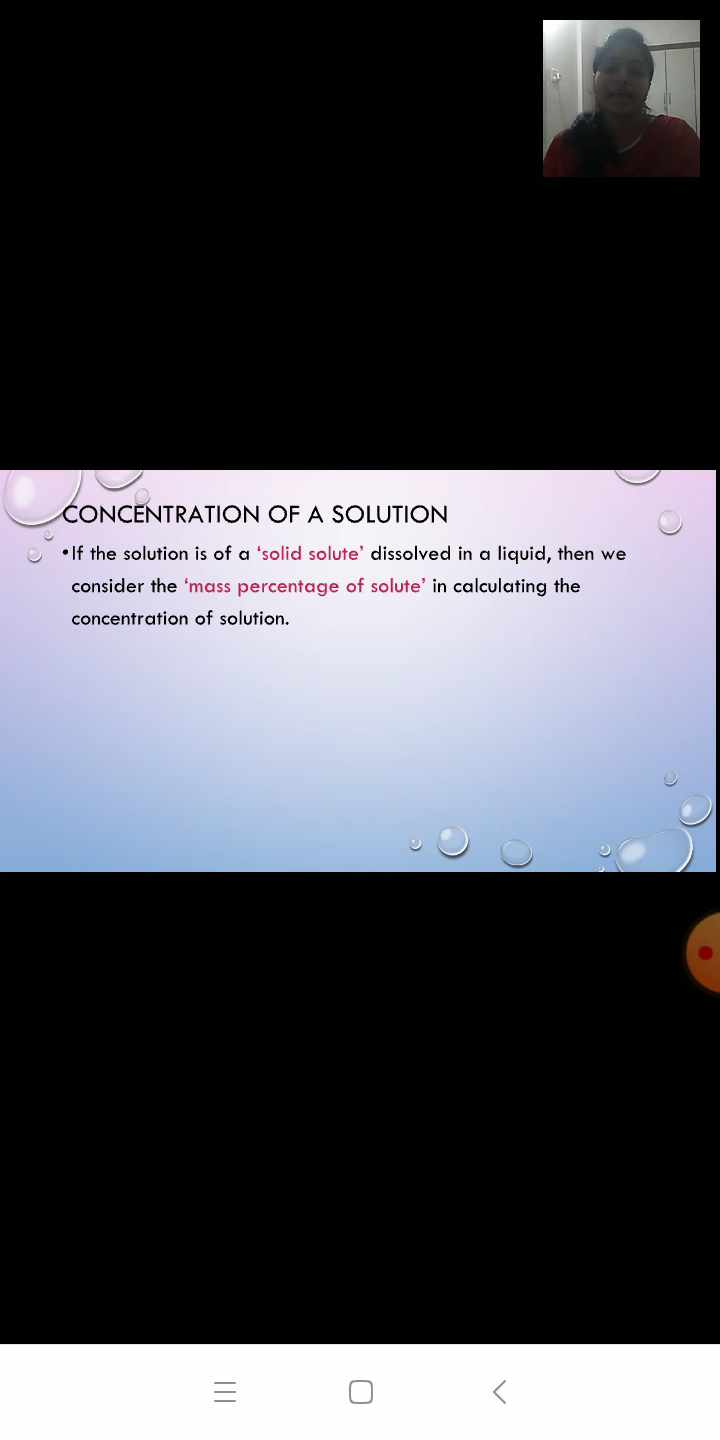 CONCENTRATION OF A SOLUTION
•If the solution is of a ‘solid solute’ dissolved in a liquid, then we
consider the ‘mass percentage of solute’ in calculating the
concentration of solution.